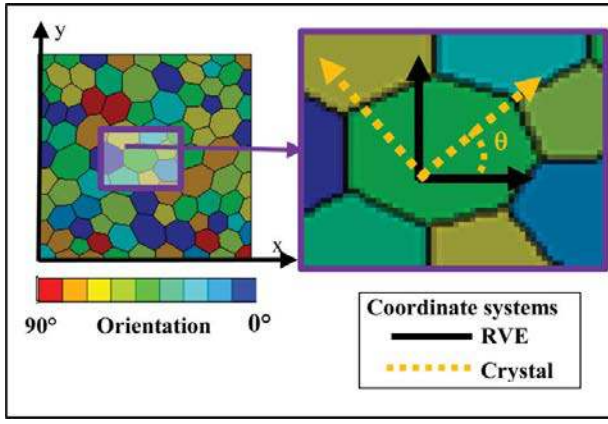 y
x
θ
90° Orientation 0°
Coordinate systems
RVE
Crystal